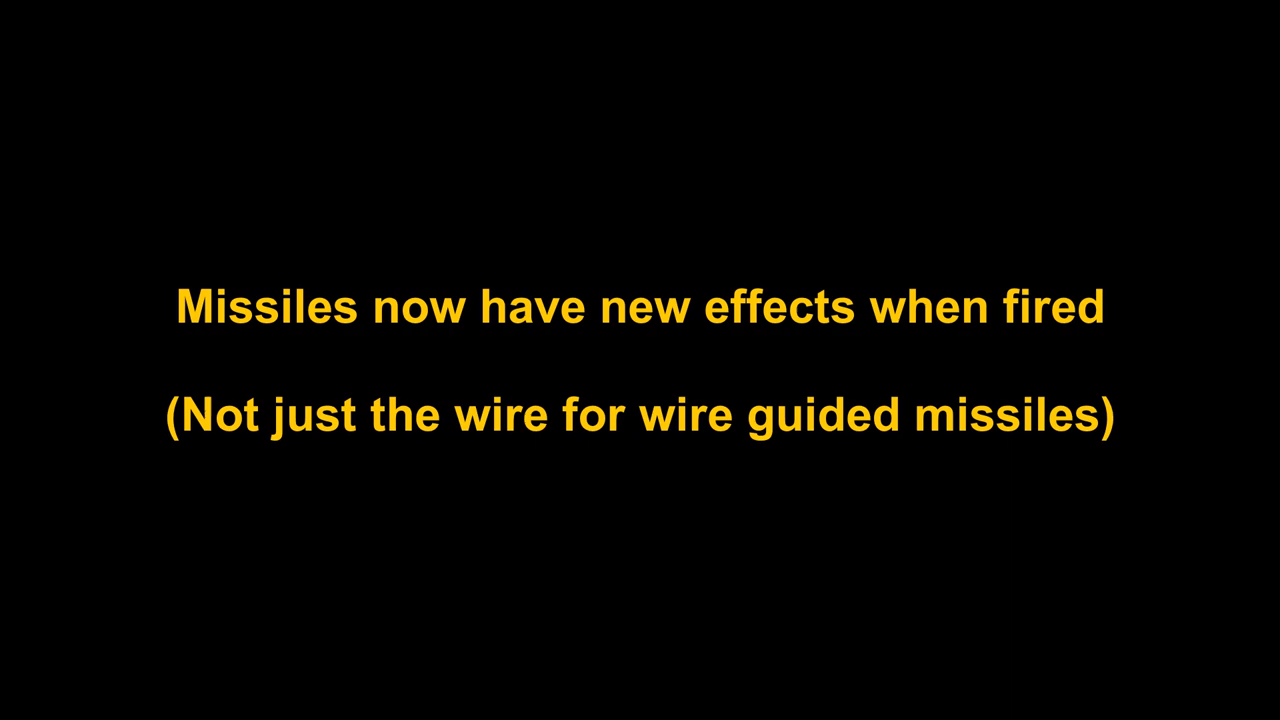 Missiles now have new effects when fired
(Not just the wire for wire guided missiles)